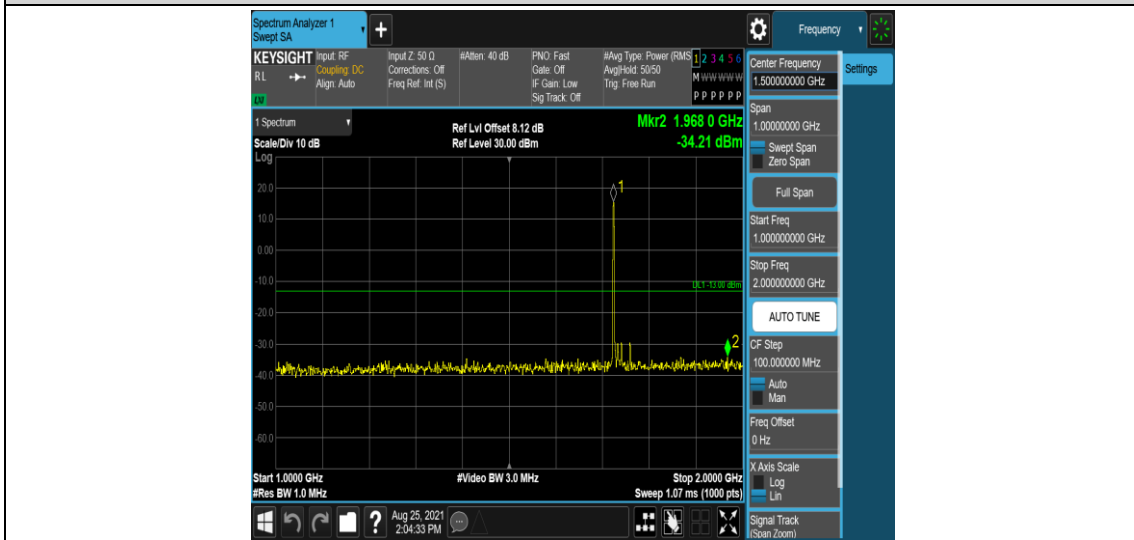 Spectrum Analyzer 1
Swept SA
+
Frequency
KEYSIGHT
RL
LXI
Input: RF
Coupling: DC
Align: Auto
Input Z: 50 Ω
Corrections: Off
Freq Ref: Int (S)
#Atten: 40 dB
PNO: Fast
Gate: Off
IF Gain: Low
Sig Track: Off
#Avg Type: Power (RMS
Avg|Hold: 50/50
Trig: Free Run
1 2 3 4 5 6
M W W W W W
P P P P P P
1 Spectrum
Scale/Div 10 dB
Log
Ref Lvl Offset 8.12 dB
Ref Level 30.00 dBm
Mkr2 1.968 0 GHz
-34.21 dBm
20.0
10.0
0.00
-10.0
-20.0
-30.0
-40.0
-50.0
-60.0
1
DL1 -13.00 dBm
2
Start 1.0000 GHz
#Res BW 1.0 MHz
#Video BW 3.0 MHz
Stop 2.0000 GHz
Sweep 1.07 ms (1000 pts)
Center Frequency
1.500000000 GHz
Settings
Span
1.00000000 GHz
Swept Span
Zero Span
Full Span
Start Freq
1.000000000 GHz
Stop Freq
2.000000000 GHz
AUTO TUNE
CF Step
100.000000 MHz
Auto
Man
Freq Offset
0 Hz
X Axis Scale
Log
Lin
Signal Track
(Span Zoom)
?
Aug 25, 2021
2:04:33 PM